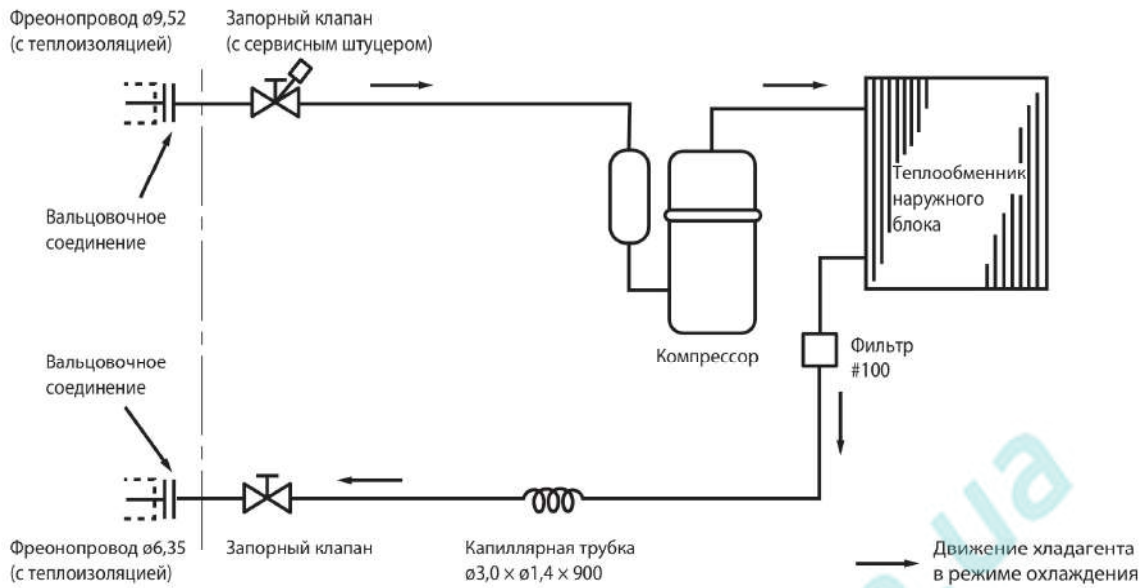 Фреонопровод ø9,52
(с теплоизоляцией)
Запорный клапан
(с сервисным штуцером)
Вальцовочное
соединение
Теплообменник
наружного
блока
Компрессор
Фильтр
#100
Вальцовочное
соединение
Фреонопровод ø6,35
(с теплоизоляцией)
Запорный клапан
Капиллярная трубка
ø3,0 × ø1,4 × 900
Движение хладагента
в режиме охлаждения
ua